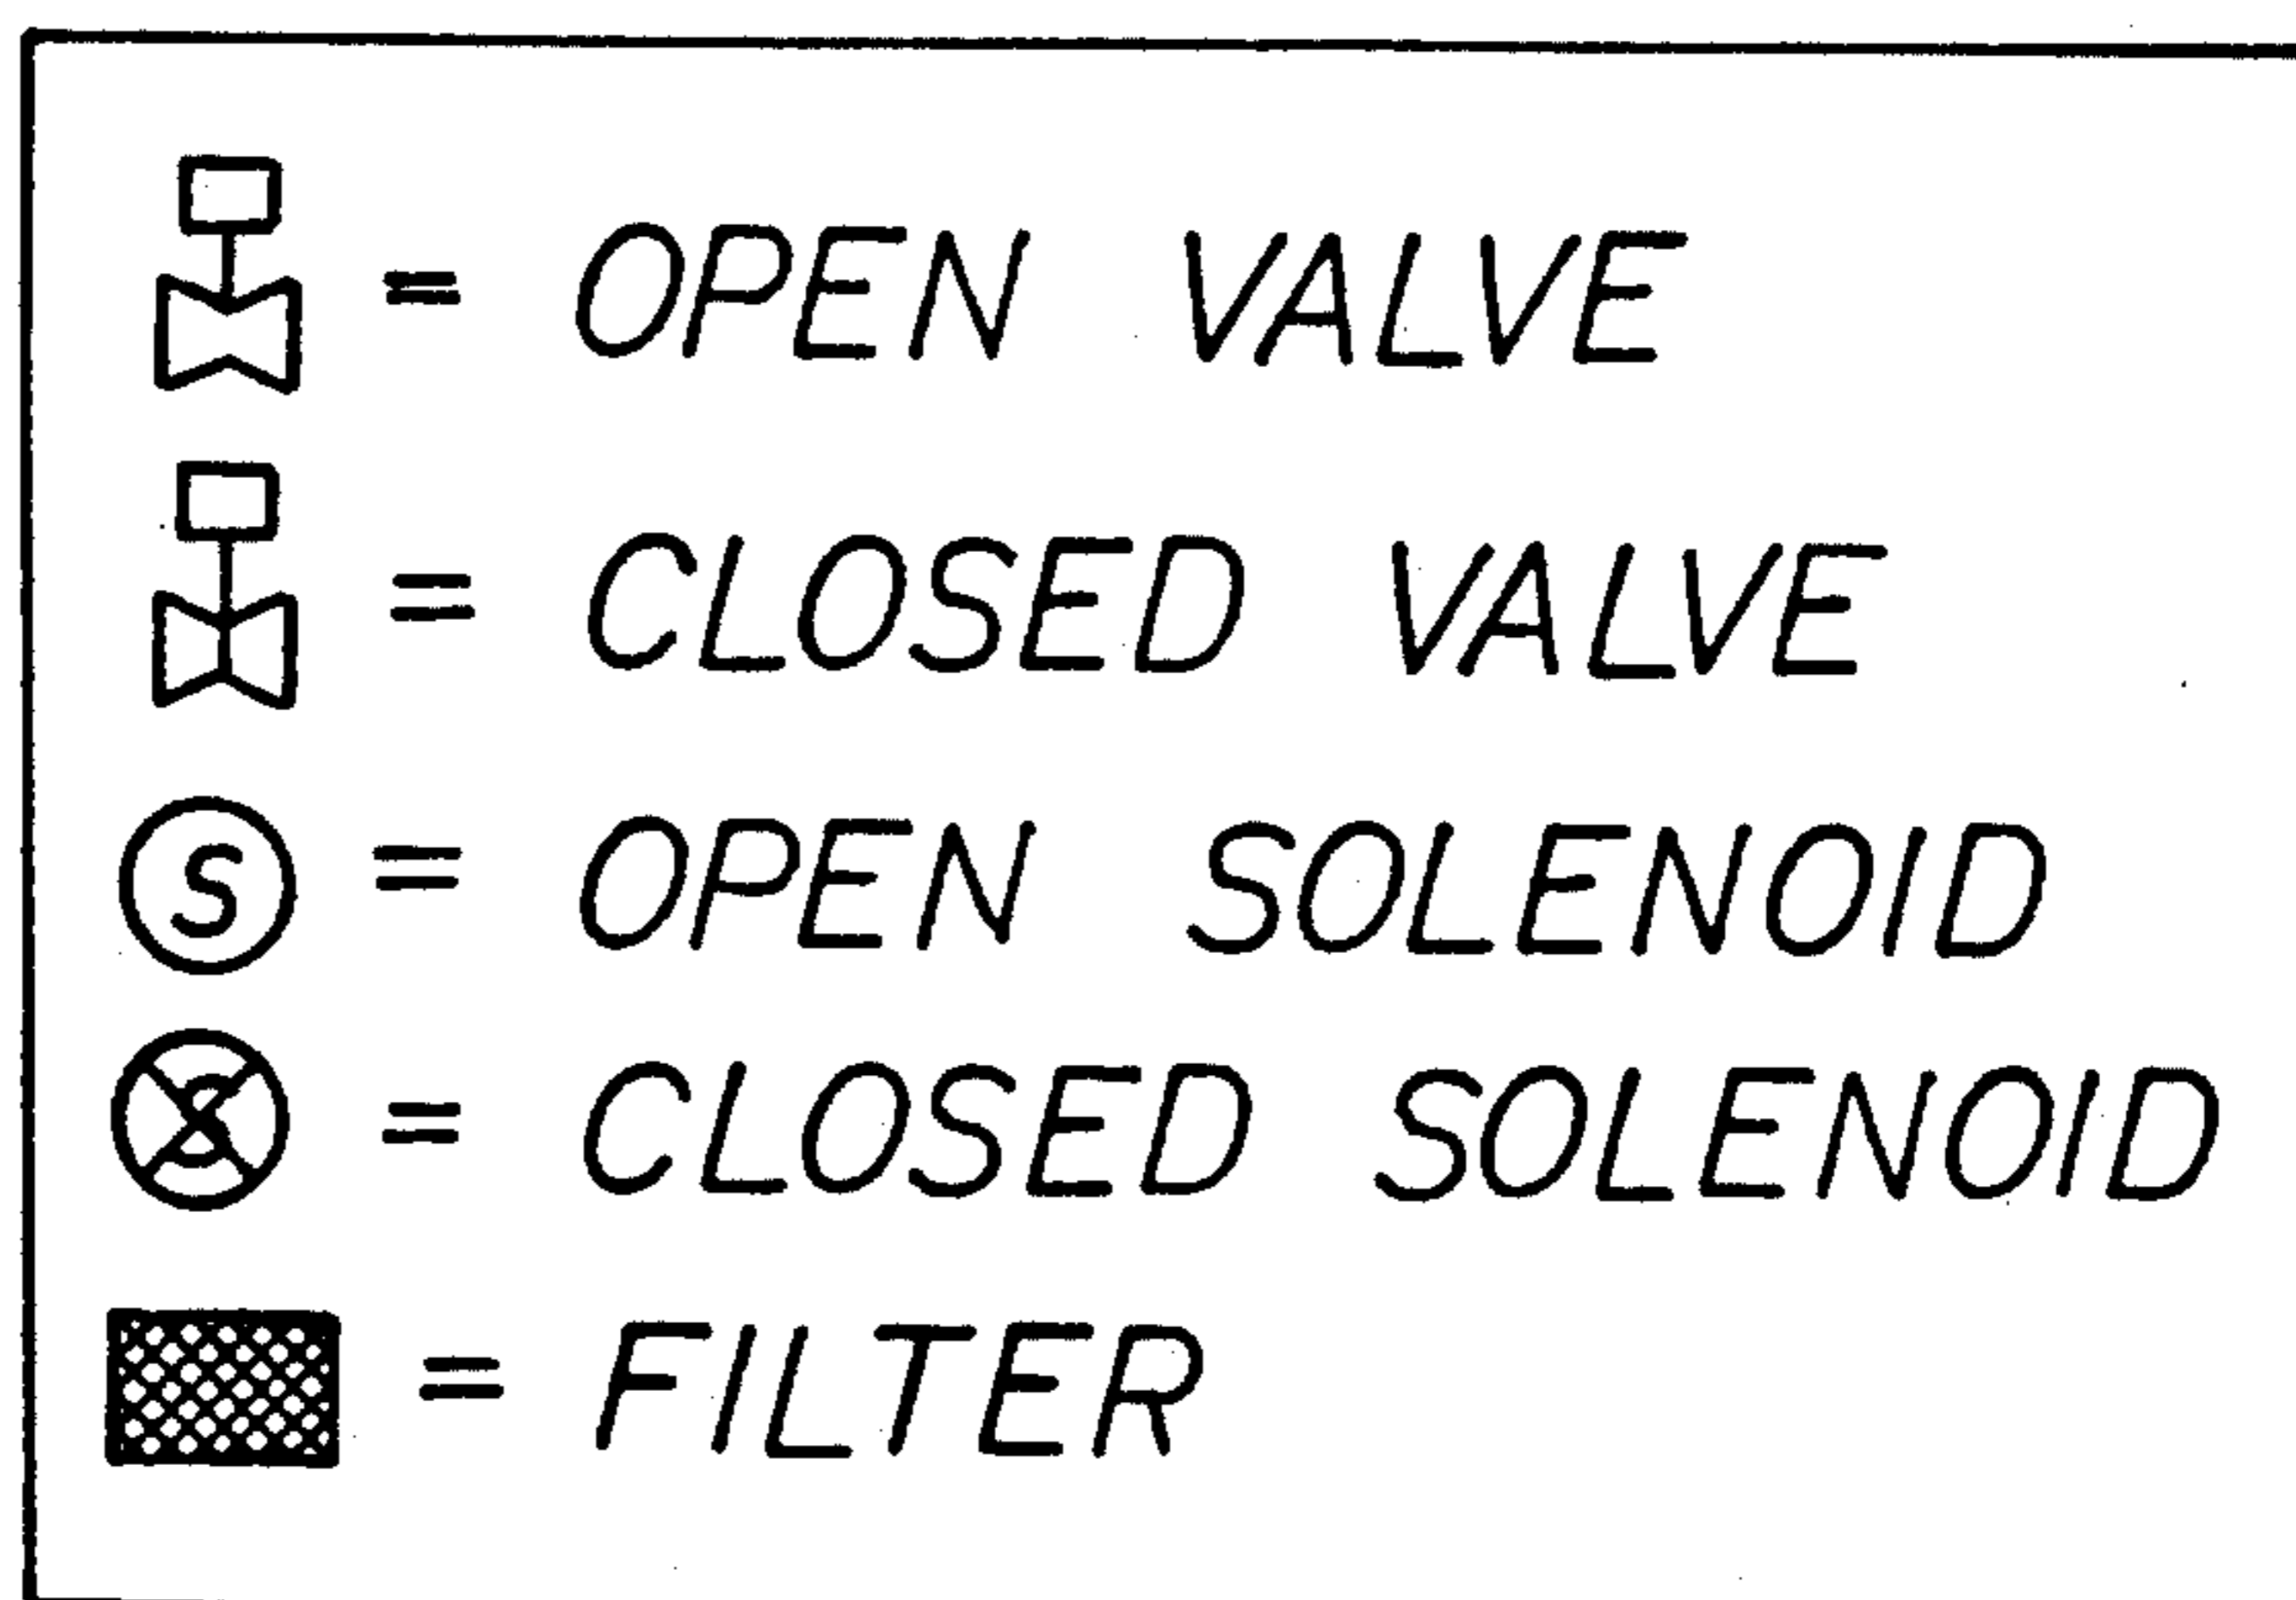 = OPEN VALVE
= CLOSED VALVE
S = OPEN SOLENOID
S = CLOSED SOLENOID
= FILTER